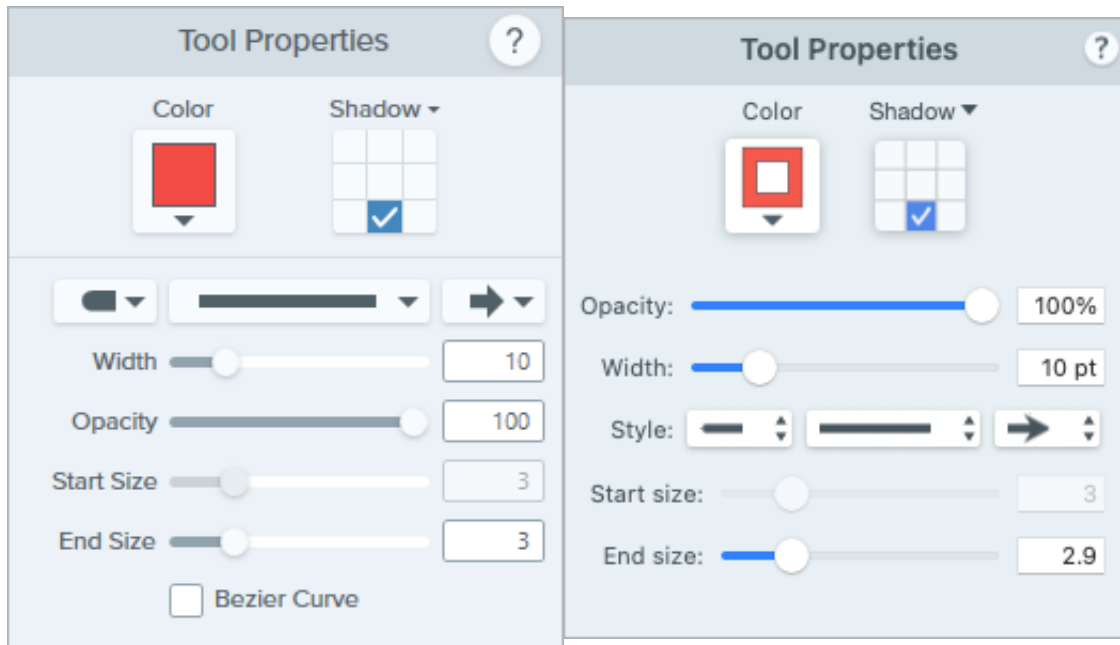 Tool Properties ?
Color Shadow
Width 10
Opacity 100
Start Size 3
End Size 3
Bezier Curve
Tool Properties ?
Color Shadow
Opacity: 100%
Width: 10 pt
Style:
Start size: 3
End size: 2.9